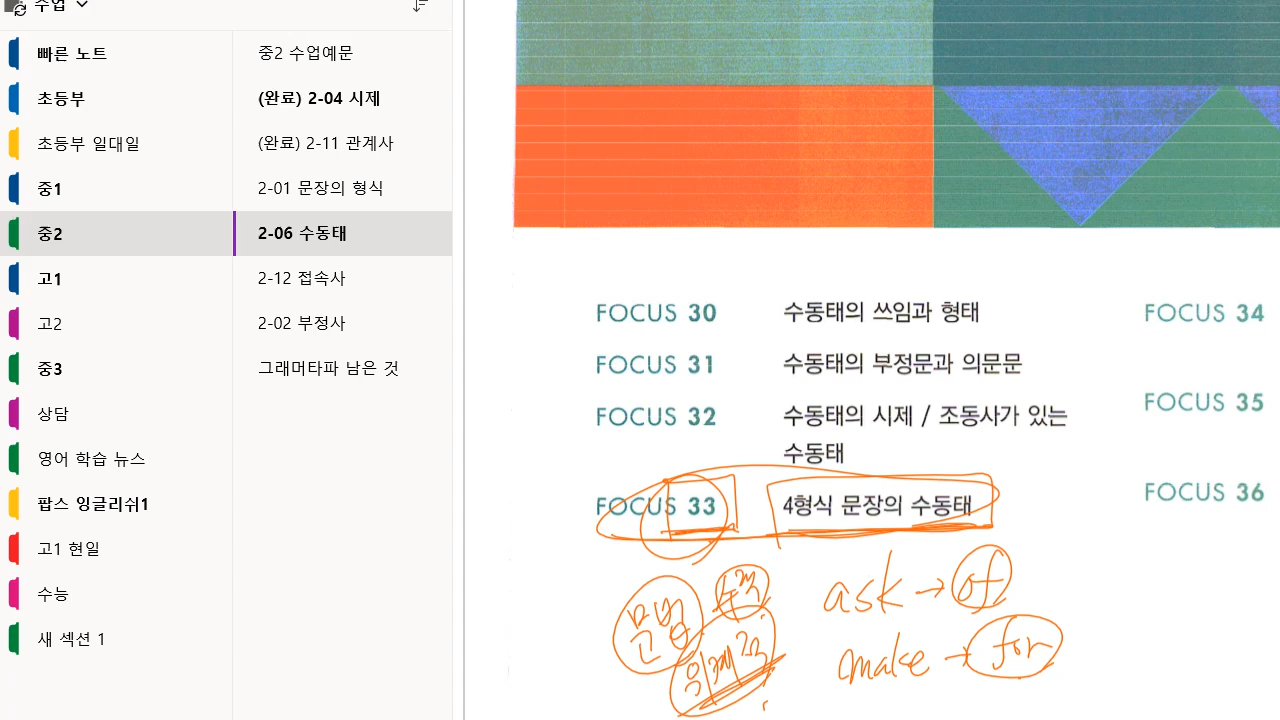 수업
빠른 노트
초등부
초등부 일대일
중1
중2
고1
고2
중3
상담
영어 학습 뉴스
팝스 잉글리쉬1
고1 현일
수능
새 섹션 1
중2 수업예문
(완료) 2-04 시제
(완료) 2-11 관계사
2-01 문장의 형식
2-06 수동태
2-12 접속사
2-02 부정사
그래머타파 남은 것
FOCUS 30 수동태의 쓰임과 형태
FOCUS 31 수동태의 부정문과 의문문
FOCUS 32 수동태의 시제 / 조동사가 있는
수동태
FOCUS 33 4형식 문장의 수동태
FOCUS 34
FOCUS 35
FOCUS 36
문법
ask → of
make → for